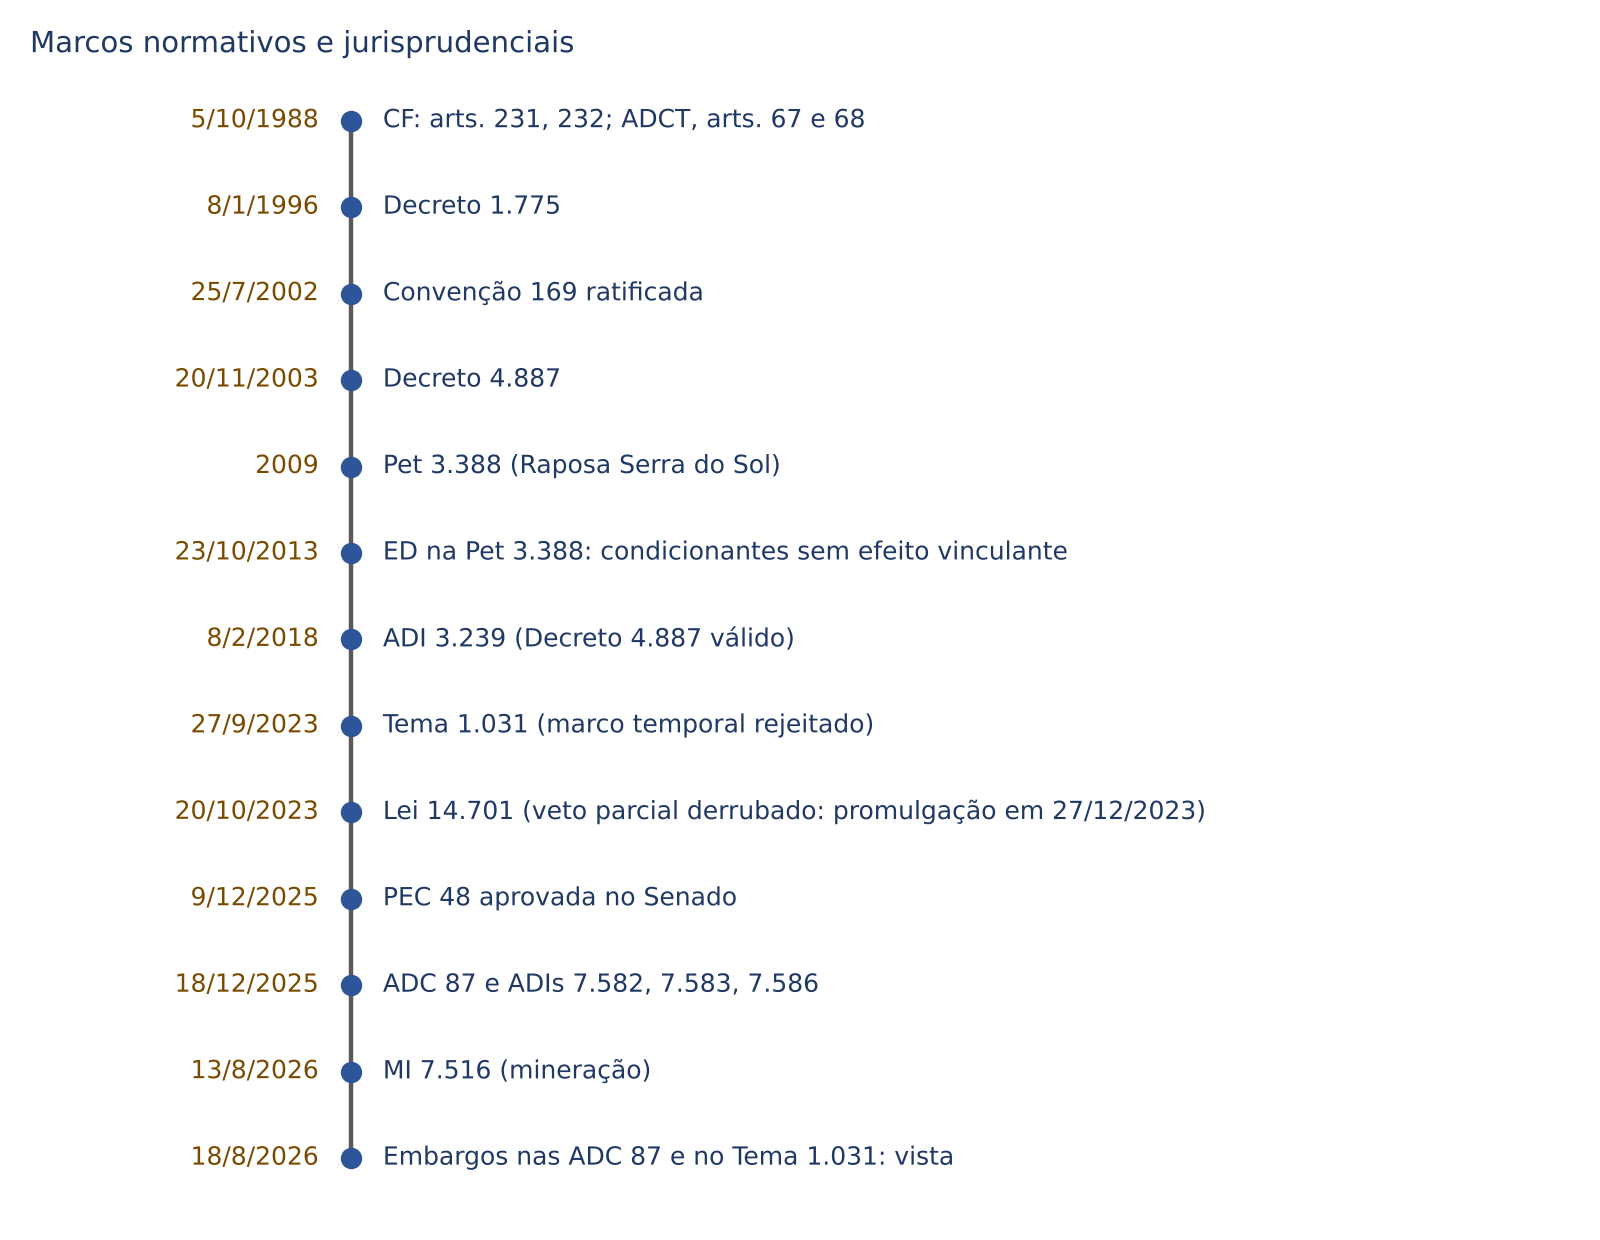 Marcos normativos e jurisprudenciais
5/10/1988 CF: arts. 231, 232; ADCT, arts. 67 e 68
8/1/1996 Decreto 1.775
25/7/2002 Convenção 169 ratificada
20/11/2003 Decreto 4.887
2009 Pet 3.388 (Raposa Serra do Sol)
23/10/2013 ED na Pet 3.388: condicionantes sem efeito vinculante
8/2/2018 ADI 3.239 (Decreto 4.887 válido)
27/9/2023 Tema 1.031 (marco temporal rejeitado)
20/10/2023 Lei 14.701 (veto parcial derrubado: promulgação em 27/12/2023)
9/12/2025 PEC 48 aprovada no Senado
18/12/2025 ADC 87 e ADIs 7.582, 7.583, 7.586
13/8/2026 MI 7.516 (mineração)
18/8/2026 Embargos nas ADC 87 e no Tema 1.031: vista